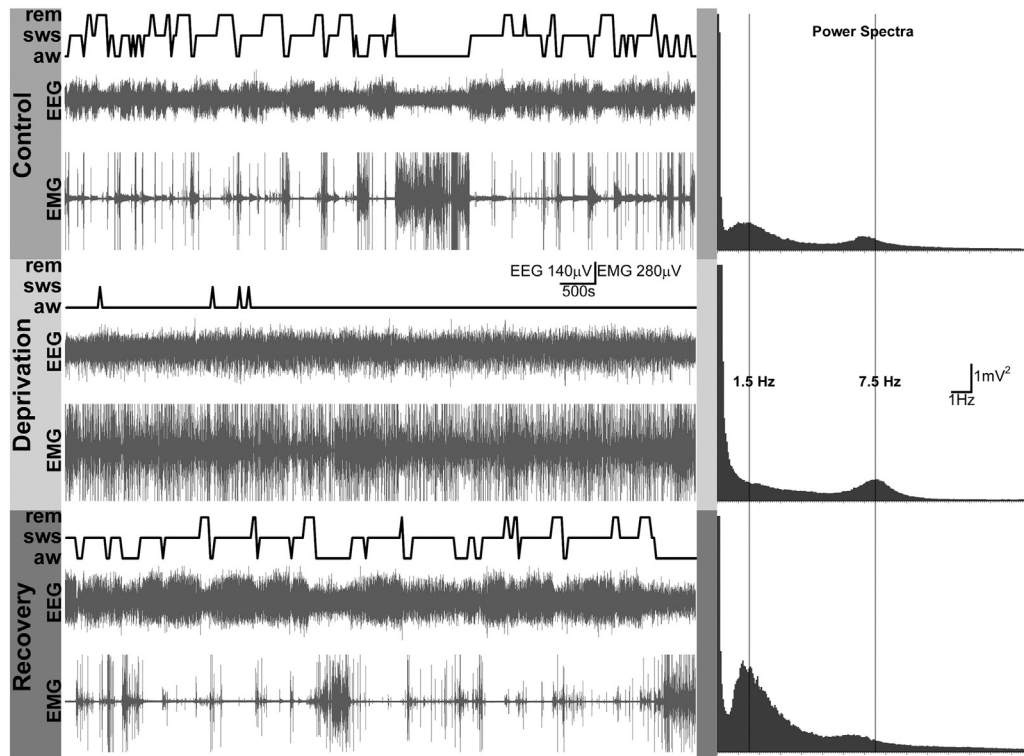 rem
sws
aw
EEG
EMG
Control
Power Spectra
rem
sws
aw
EEG
EMG
Deprivation
EEG 140µV EMG 280µV
500s
1.5 Hz
7.5 Hz
1mV²
1Hz
rem
sws
aw
EEG
EMG
Recovery